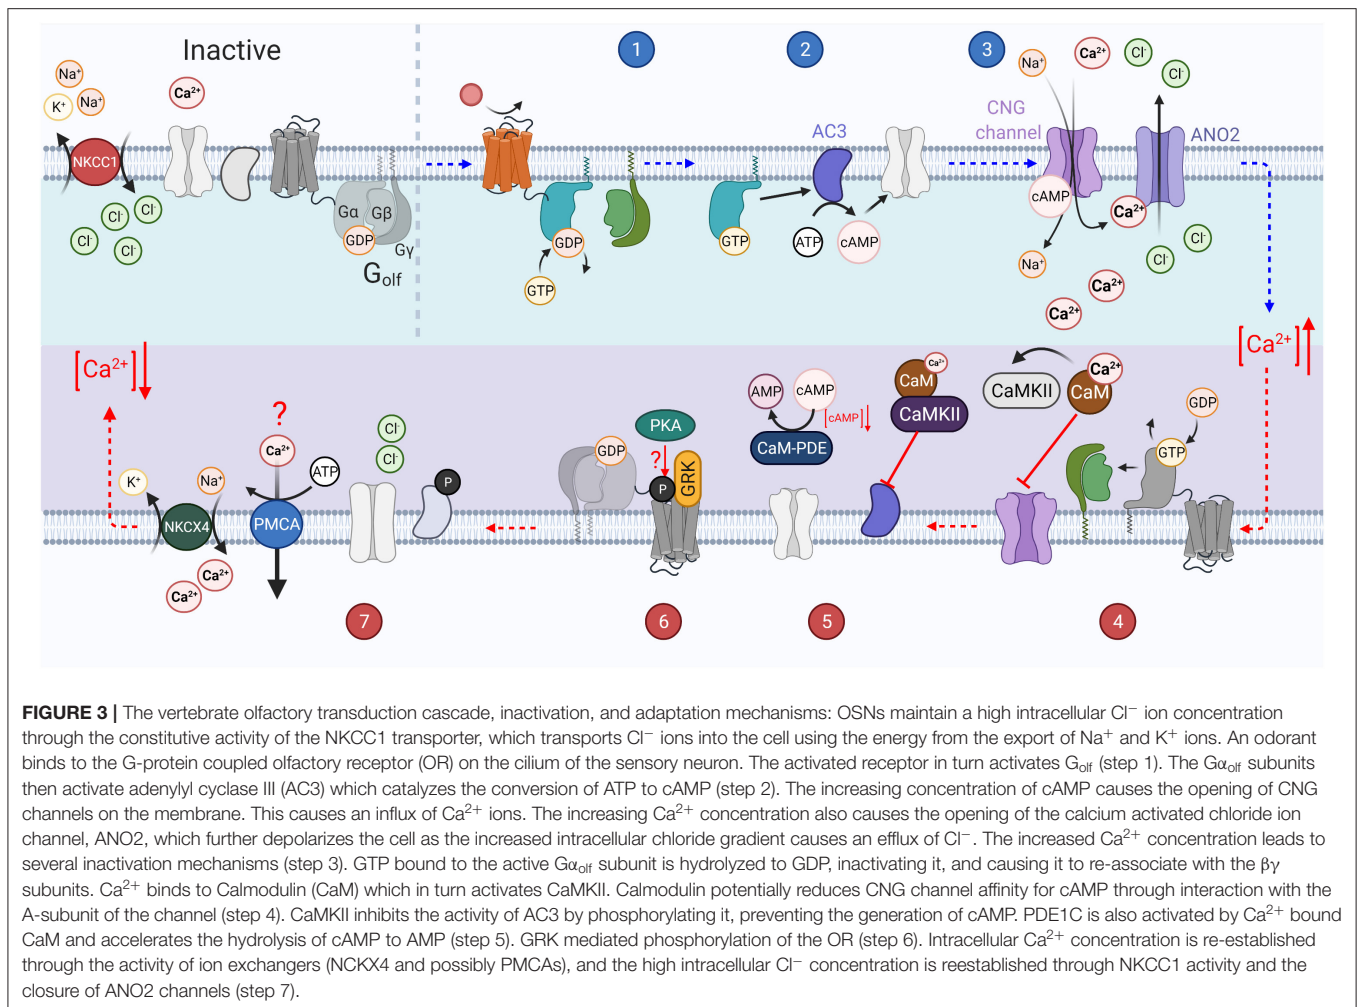 Inactive
1
2
3
Na⁺
K⁺
Na⁺
Ca²⁺
NKCC1
Cl⁻
Cl⁻
Cl⁻
Cl⁻
Gα
Gβ
GDP
Gγ
Golf
GDP
GTP
AC3
GTP
ATP
cAMP
Na⁺
Ca²⁺
Cl⁻
Cl⁻
CNG
channel
ANO2
cAMP
Ca²⁺
Na⁺
Cl⁻
Cl⁻
Ca²⁺
Ca²⁺
[Ca²⁺]
[Ca²⁺]
?
Ca²⁺
ATP
K⁺
Na⁺
NKCX4
PMCA
Ca²⁺
Ca²⁺
Cl⁻
Cl⁻
P
GDP
PKA
?
P
GRK
AMP
cAMP
[cAMP]
CaM-PDE
Ca²⁺
CaM
CaMKII
CaMKII
Ca²⁺
CaM
GDP
GTP
7
6
5
4
FIGURE 3 | The vertebrate olfactory transduction cascade, inactivation, and adaptation mechanisms: OSNs maintain a high intracellular Cl⁻ ion concentration
through the constitutive activity of the NKCC1 transporter, which transports Cl⁻ ions into the cell using the energy from the export of Na⁺ and K⁺ ions. An odorant
binds to the G-protein coupled olfactory receptor (OR) on the cilium of the sensory neuron. The activated receptor in turn activates Golf (step 1). The Gαolf subunits
then activate adenylyl cyclase III (AC3) which catalyzes the conversion of ATP to cAMP (step 2). The increasing concentration of cAMP causes the opening of CNG
channels on the membrane. This causes an influx of Ca²⁺ ions. The increasing Ca²⁺ concentration also causes the opening of the calcium activated chloride ion
channel, ANO2, which further depolarizes the cell as the increased intracellular chloride gradient causes an efflux of Cl⁻. The increased Ca²⁺ concentration leads to
several inactivation mechanisms (step 3). GTP bound to the active Gαolf subunit is hydrolyzed to GDP, inactivating it, and causing it to re-associate with the βγ
subunits. Ca²⁺ binds to Calmodulin (CaM) which in turn activates CaMKII. Calmodulin potentially reduces CNG channel affinity for cAMP through interaction with the
A-subunit of the channel (step 4). CaMKII inhibits the activity of AC3 by phosphorylating it, preventing the generation of cAMP. PDE1C is also activated by Ca²⁺ bound
CaM and accelerates the hydrolysis of cAMP to AMP (step 5). GRK mediated phosphorylation of the OR (step 6). Intracellular Ca²⁺ concentration is re-established
through the activity of ion exchangers (NCKX4 and possibly PMCAs), and the high intracellular Cl⁻ concentration is reestablished through NKCC1 activity and the
closure of ANO2 channels (step 7).